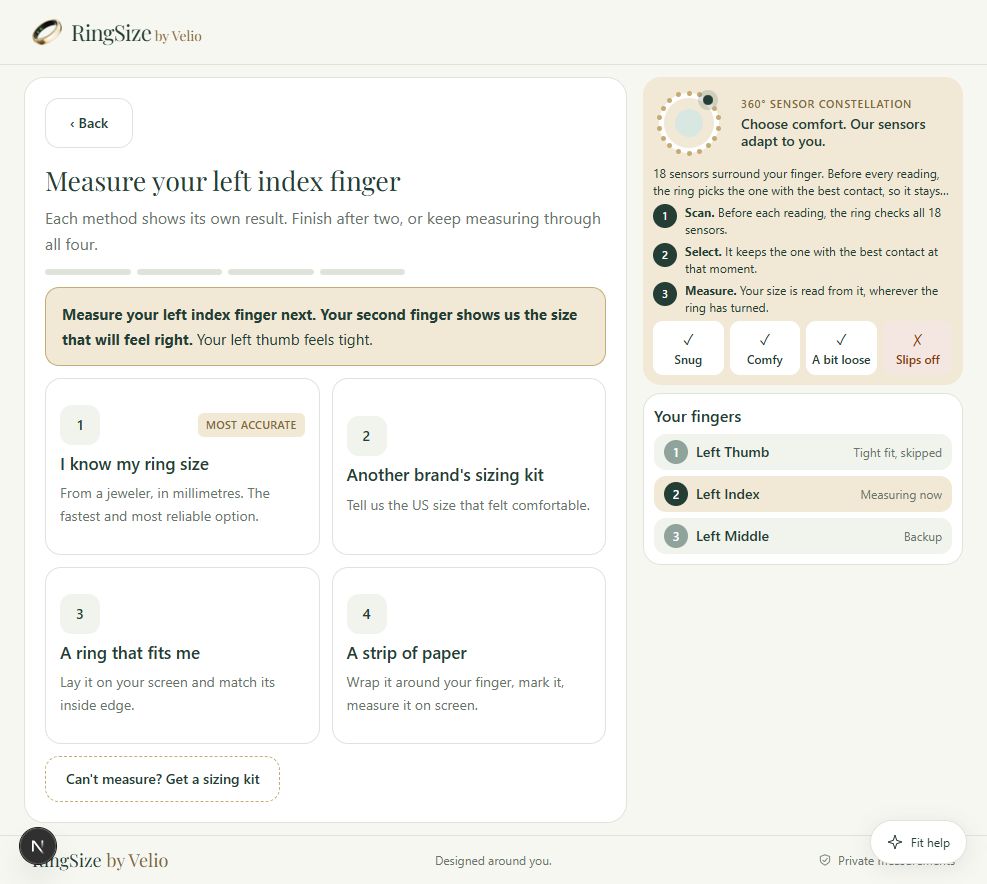 RingSize by Velio
‹ Back
Measure your left index finger
Each method shows its own result. Finish after two, or keep measuring through
all four.
Measure your left index finger next. Your second finger shows us the size
that will feel right. Your left thumb feels tight.
1
MOST ACCURATE
I know my ring size
From a jeweler, in millimetres. The
fastest and most reliable option.
2
Another brand's sizing kit
Tell us the US size that felt comfortable.
3
A ring that fits me
Lay it on your screen and match its
inside edge.
4
A strip of paper
Wrap it around your finger, mark it,
measure it on screen.
Can't measure? Get a sizing kit
360° SENSOR CONSTELLATION
Choose comfort. Our sensors
adapt to you.
18 sensors surround your finger. Before every reading,
the ring picks the one with the best contact, so it stays...
1 Scan. Before each reading, the ring checks all 18
sensors.
2 Select. It keeps the one with the best contact at
that moment.
3 Measure. Your size is read from it, wherever the
ring has turned.
✓ ✓ ✓ ✗
Snug Comfy A bit loose Slips off
Your fingers
1 Left Thumb Tight fit, skipped
2 Left Index Measuring now
3 Left Middle Backup
N
RingSize by Velio
Designed around you.
Private
Fit help